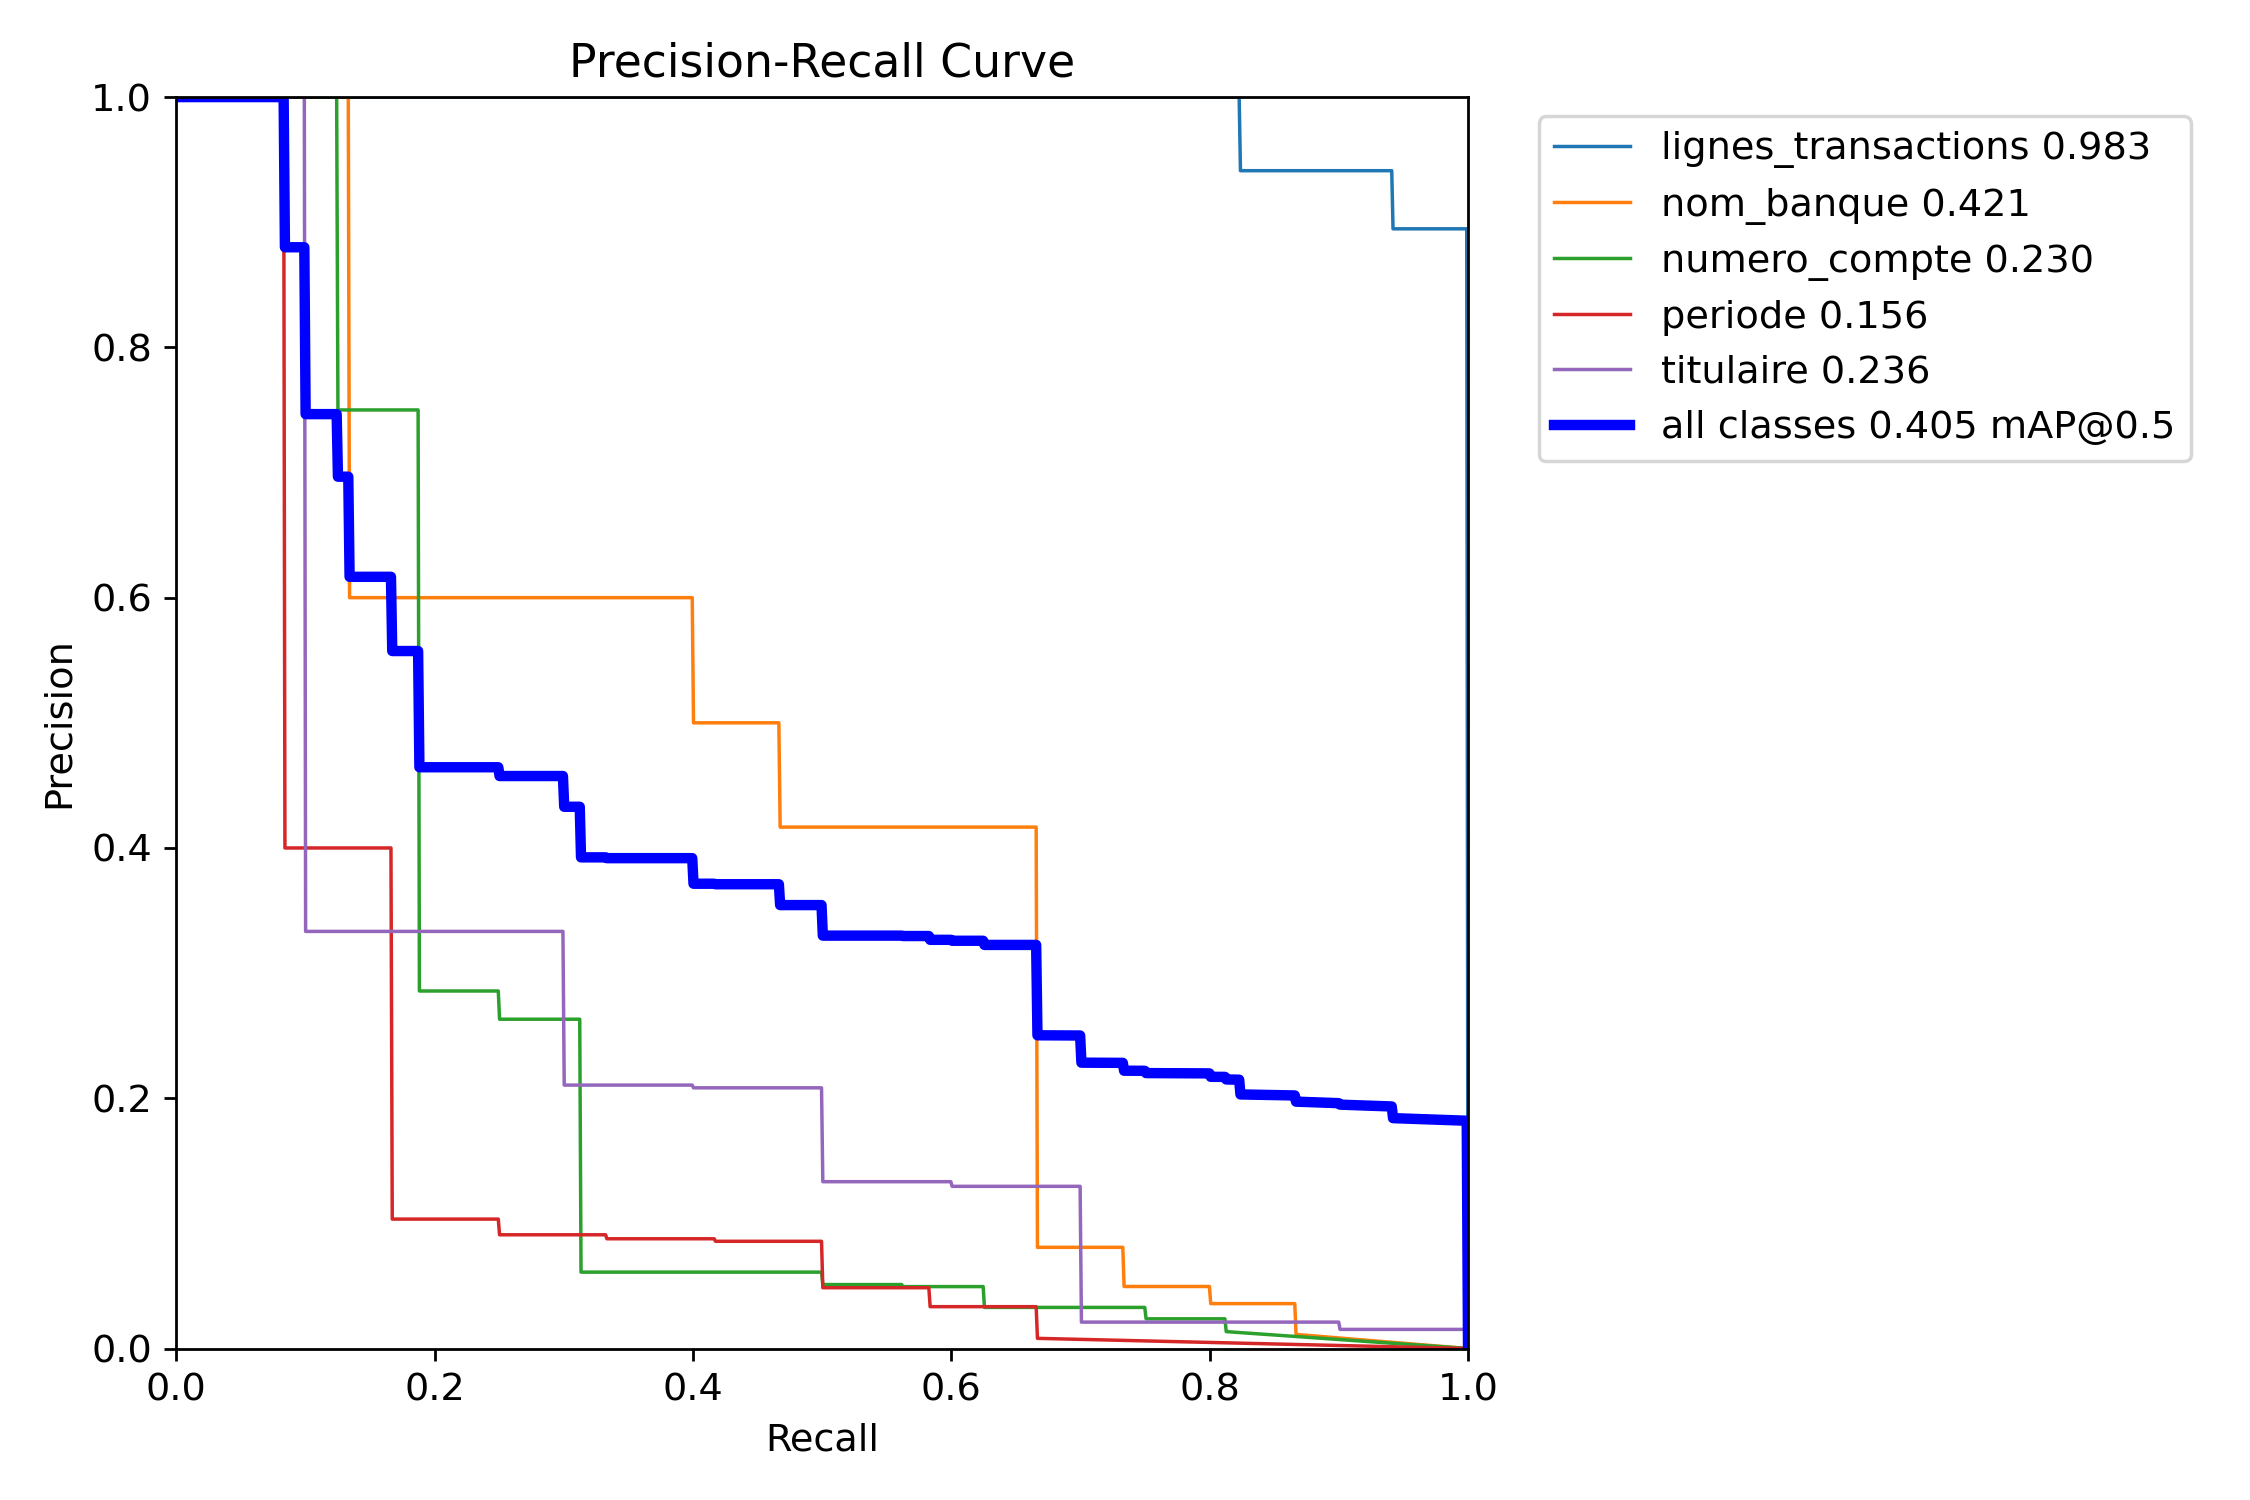 Precision-Recall Curve
1.0
0.8
0.6
0.4
0.2
0.0
Precision
0.0 0.2 0.4 0.6 0.8 1.0
Recall
lignes_transactions 0.983
nom_banque 0.421
numero_compte 0.230
periode 0.156
titulaire 0.236
all classes 0.405 mAP@0.5